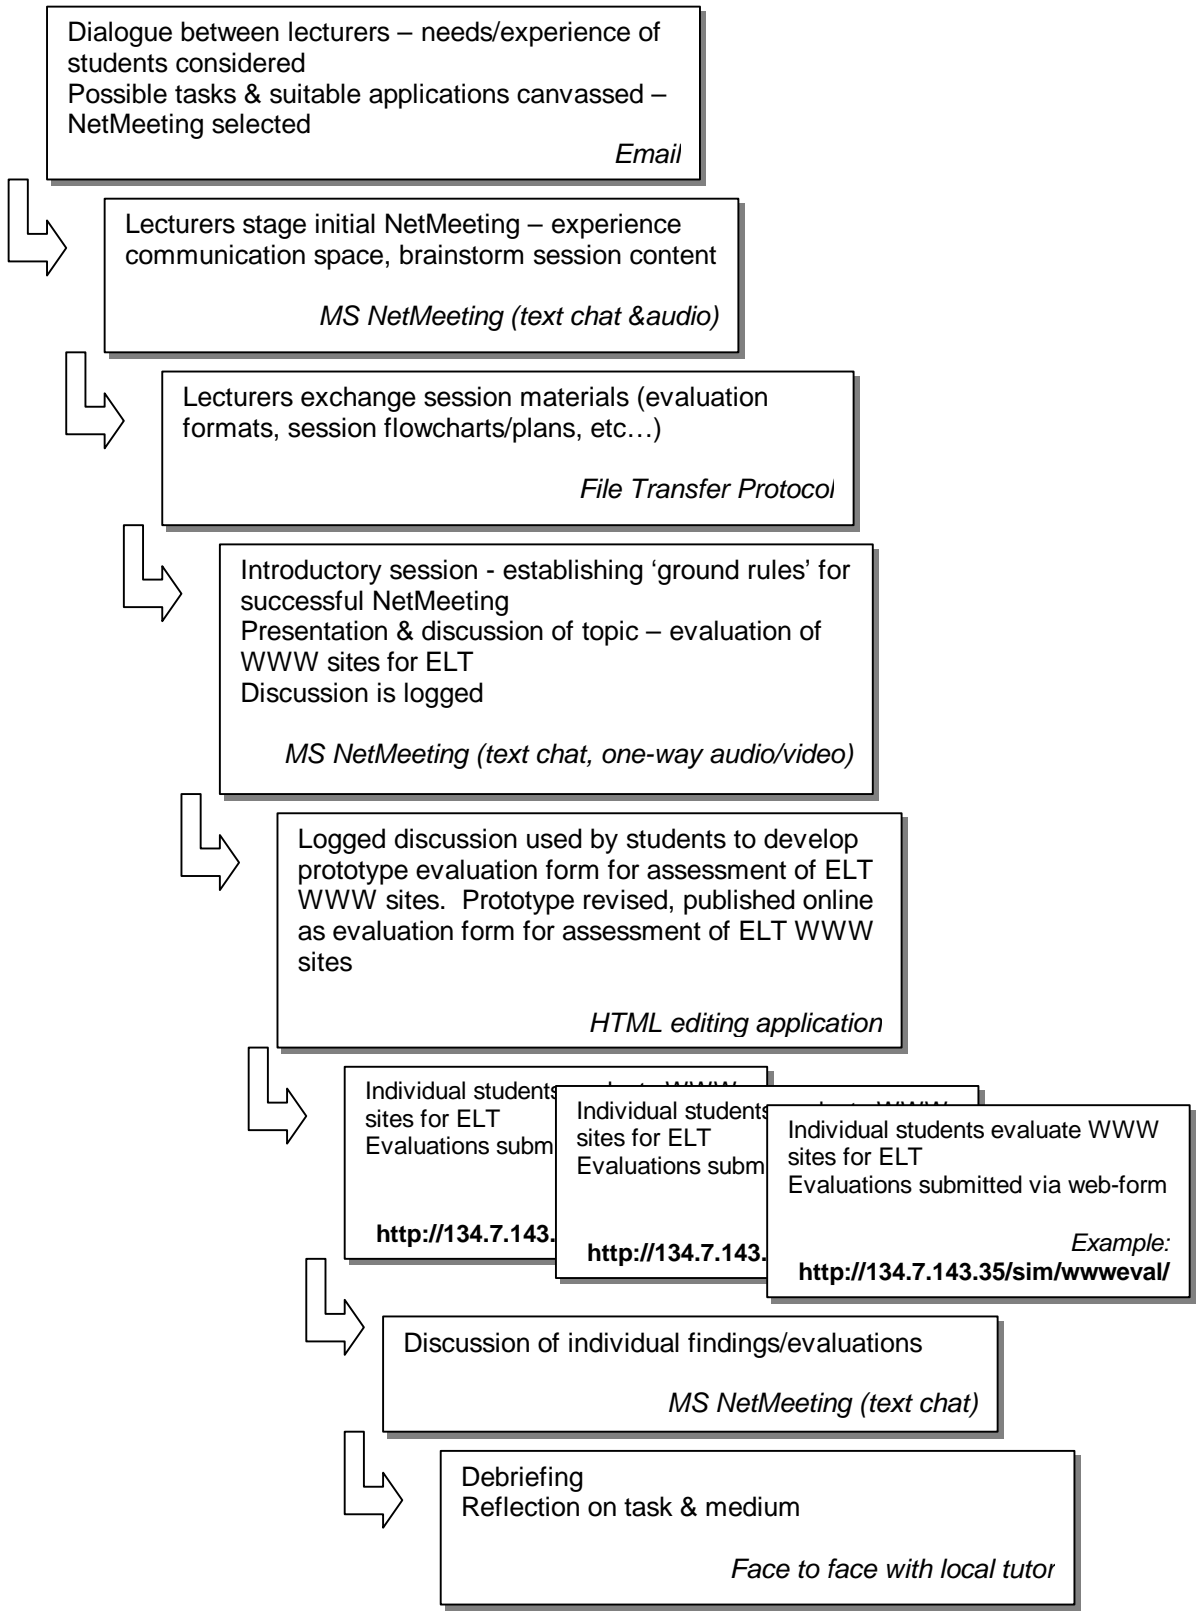 Dialogue between lecturers – needs/experience of
students considered
Possible tasks & suitable applications canvassed –
NetMeeting selected
Email
Lecturers stage initial NetMeeting – experience
communication space, brainstorm session content
MS NetMeeting (text chat &audio)
Lecturers exchange session materials (evaluation
formats, session flowcharts/plans, etc…)
File Transfer Protocol
Introductory session - establishing ‘ground rules’ for
successful NetMeeting
Presentation & discussion of topic – evaluation of
WWW sites for ELT
Discussion is logged
MS NetMeeting (text chat, one-way audio/video)
Logged discussion used by students to develop
prototype evaluation form for assessment of ELT
WWW sites.  Prototype revised, published online
as evaluation form for assessment of ELT WWW
sites
HTML editing application
Individual students
sites for ELT
Evaluations subm
http://134.7.143.
Individual students
sites for ELT
Evaluations subm
http://134.7.143.
Individual students evaluate WWW
sites for ELT
Evaluations submitted via web-form
Example:
http://134.7.143.35/sim/wwweval/
Discussion of individual findings/evaluations
MS NetMeeting (text chat)
Debriefing
Reflection on task & medium
Face to face with local tutor